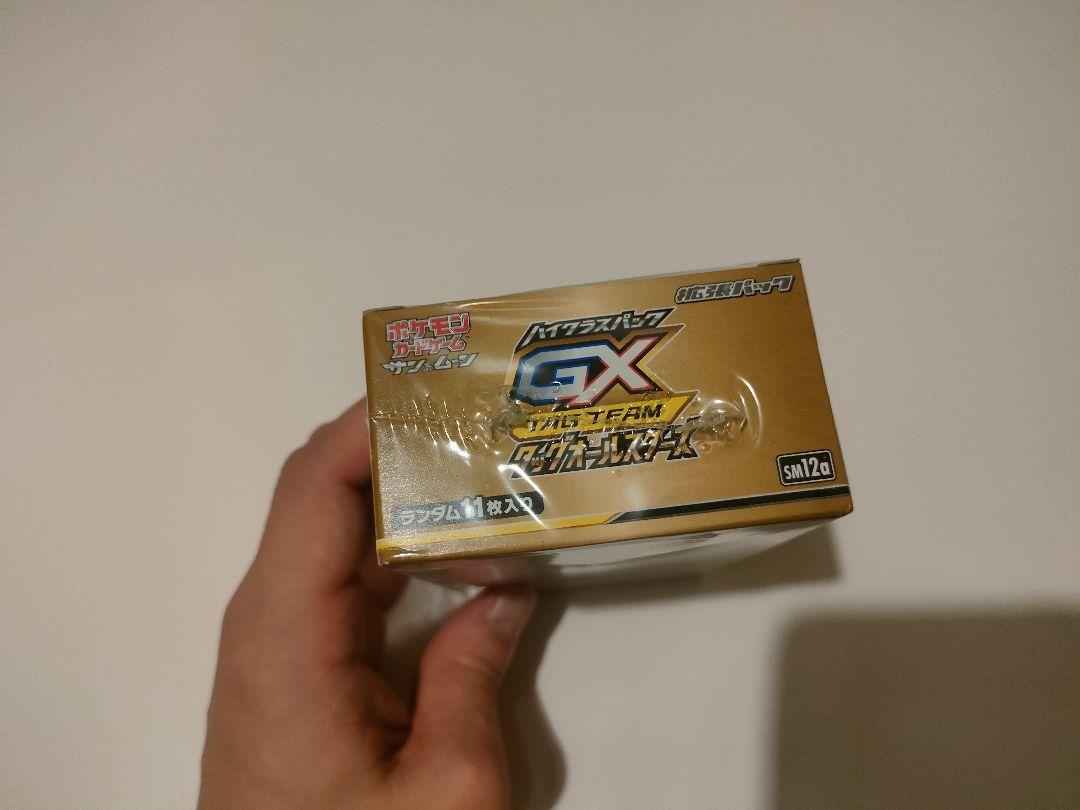 拡張パック
ポケモン
カードゲーム
サン&ムーン
ハイクラスパック
GX
TAG TEAM
タッグオールスターズ
SM12a
ランダム11枚入り